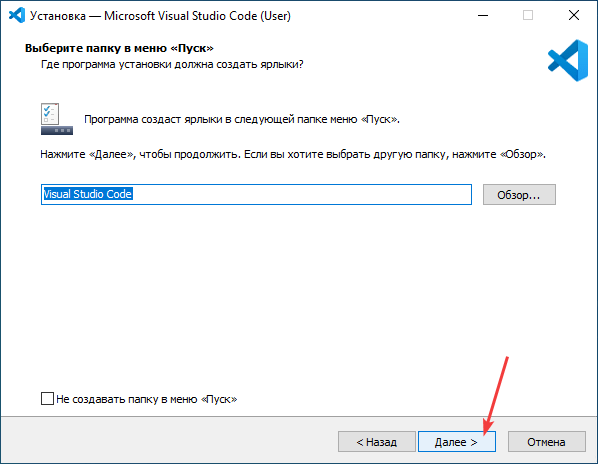 Установка — Microsoft Visual Studio Code (User)
Выберите папку в меню «Пуск»
Где программа установки должна создать ярлыки?
Программа создаст ярлыки в следующей папке меню «Пуск».
Нажмите «Далее», чтобы продолжить. Если вы хотите выбрать другую папку, нажмите «Обзор».
Visual Studio Code
Обзор...
Не создавать папку в меню «Пуск»
< Назад
Далее >
Отмена